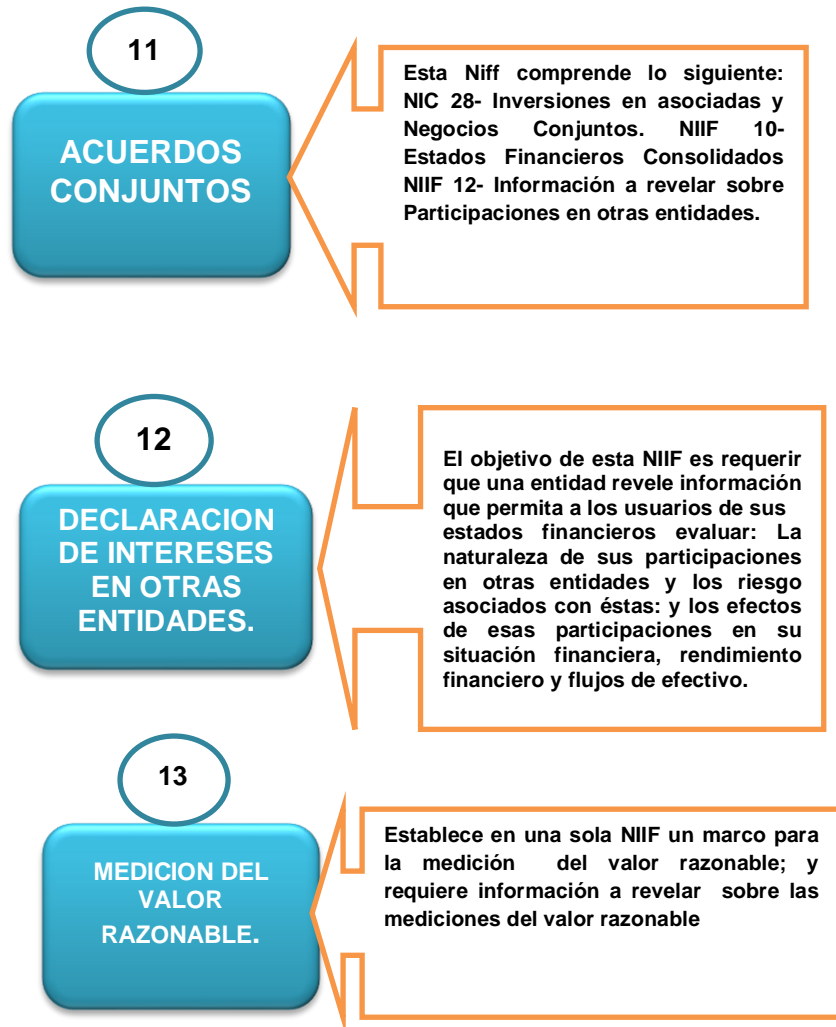 11
ACUERDOS
CONJUNTOS
Esta Niff comprende lo siguiente:
NIC 28- Inversiones en asociadas y
Negocios Conjuntos. NIIF 10-
Estados Financieros Consolidados
NIIF 12- Información a revelar sobre
Participaciones en otras entidades.
12
DECLARACION
DE INTERESES
EN OTRAS
ENTIDADES.
El objetivo de esta NIIF es requerir
que una entidad revele información
que permita a los usuarios de sus
estados financieros evaluar: La
naturaleza de sus participaciones
en otras entidades y los riesgo
asociados con éstas: y los efectos
de esas participaciones en su
situación financiera, rendimiento
financiero y flujos de efectivo.
13
MEDICION DEL
VALOR
RAZONABLE.
Establece en una sola NIIF un marco para
la medición del valor razonable; y
requiere información a revelar sobre las
mediciones del valor razonable